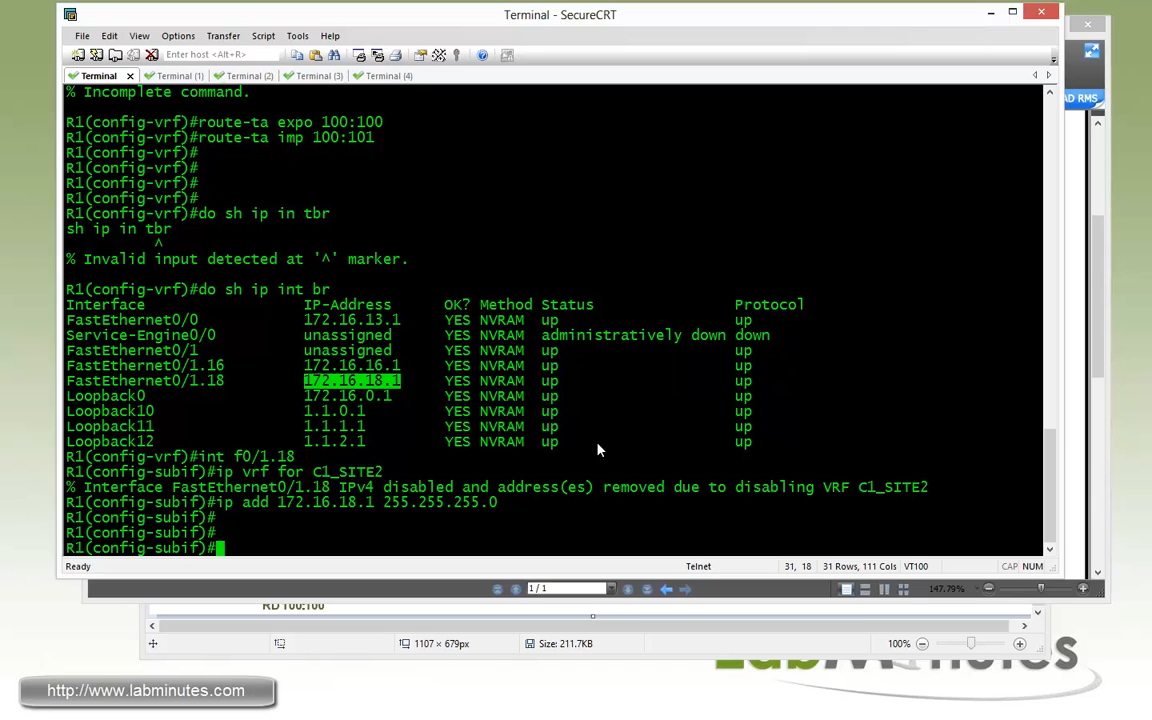 Terminal - SecureCRT
File Edit View Options Transfer Script Tools Help
Enter host <Alt+R>
Terminal Terminal (1) Terminal (2) Terminal (3) Terminal (4)
AD RMS
% Incomplete command.
R1(config-vrf)#route-ta expo 100:100
R1(config-vrf)#route-ta imp 100:101
R1(config-vrf)#
R1(config-vrf)#
R1(config-vrf)#
R1(config-vrf)#
R1(config-vrf)#do sh ip in tbr
sh ip in tbr
^
% Invalid input detected at '^' marker.
R1(config-vrf)#do sh ip int br
Interface IP-Address OK? Method Status Protocol
FastEthernet0/0 172.16.13.1 YES NVRAM up up
Service-Engine0/0 unassigned YES NVRAM administratively down down
FastEthernet0/1 unassigned YES NVRAM up up
FastEthernet0/1.16 172.16.16.1 YES NVRAM up up
FastEthernet0/1.18 172.16.18.1 YES NVRAM up up
Loopback0 172.16.0.1 YES NVRAM up up
Loopback10 1.1.0.1 YES NVRAM up up
Loopback11 1.1.1.1 YES NVRAM up up
Loopback12 1.1.2.1 YES NVRAM up up
R1(config-vrf)#int f0/1.18
R1(config-subif)#ip vrf for C1_SITE2
% Interface FastEthernet0/1.18 IPv4 disabled and address(es) removed due to disabling VRF C1_SITE2
R1(config-subif)#ip add 172.16.18.1 255.255.255.0
R1(config-subif)#
R1(config-subif)#
R1(config-subif)#
Ready Telnet 31, 18 31 Rows, 111 Cols VT100 CAP NUM
1 / 1 147.79%
RD 100:100
1107 × 679px Size: 211.7KB 100%
http://www.labminutes.com